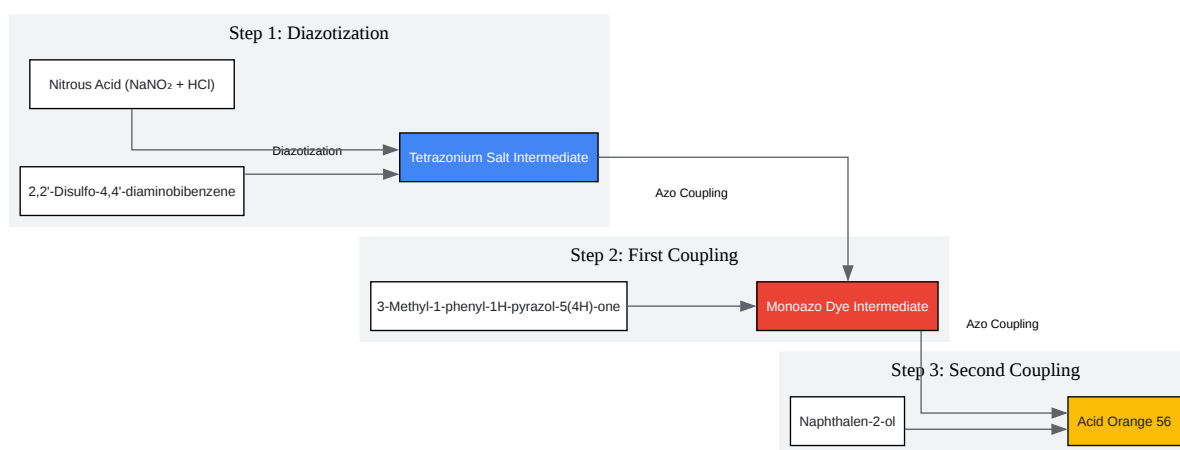 Step 1: Diazotization
Nitrous Acid (NaNO₂ + HCl)
Diazotization
Tetrazonium Salt Intermediate
2,2'-Disulfo-4,4'-diaminobibenzene
Azo Coupling
Step 2: First Coupling
3-Methyl-1-phenyl-1H-pyrazol-5(4H)-one
Monoazo Dye Intermediate
Azo Coupling
Step 3: Second Coupling
Naphthalen-2-ol
Acid Orange 56